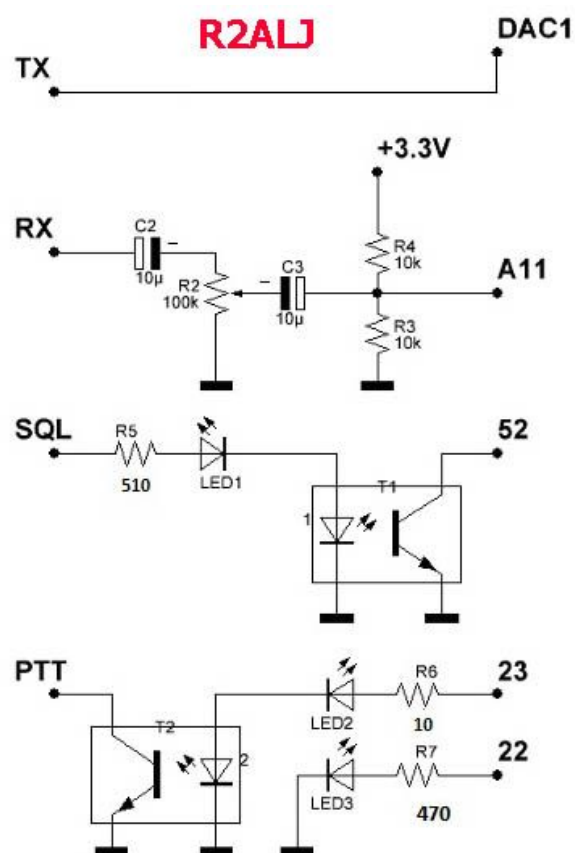 R2ALJ
DAC1
TX
+3.3V
RX
C2
10µ
R2
100k
C3
10µ
R4
10k
A11
R3
10k
SQL
R5
510
LED1
52
T1
1
PTT
T2
2
LED2
R6
10
23
LED3
R7
470
22